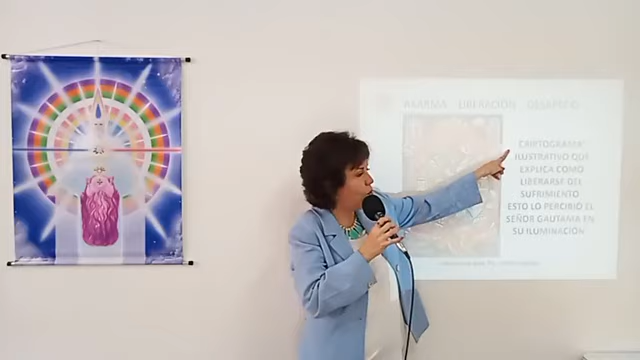 AKARMA LIBERACIÓN DESAPEGO
CRIPTOGRAMA
ILUSTRATIVO QUE
EXPLICA COMO
LIBERARSE DEL
SUFRIMIENTO
ESTO LO PERCIBIÓ EL
SEÑOR GAUTAMA EN
SU ILUMINACIÓN